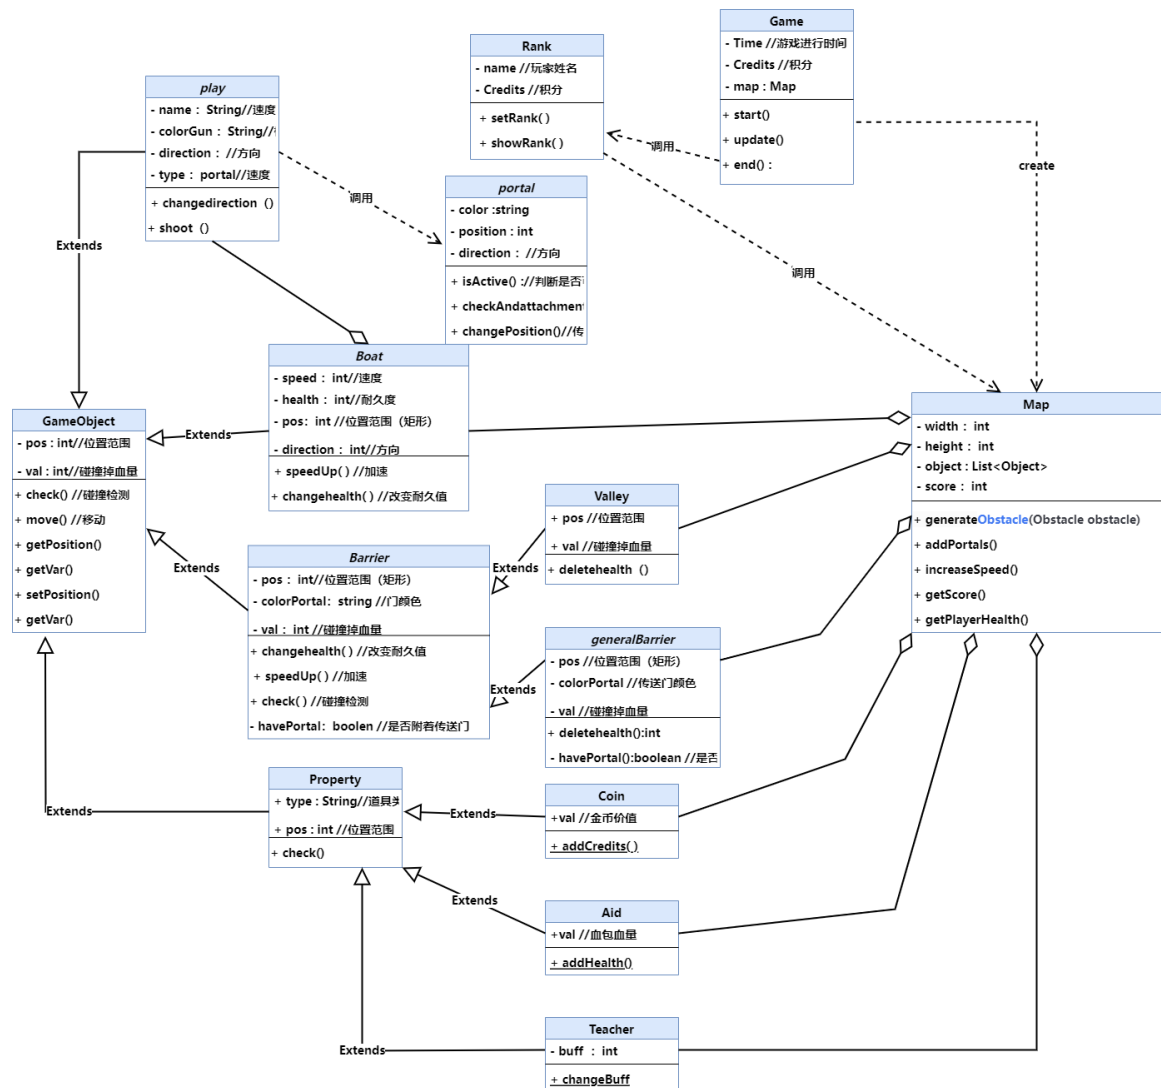 Game
- Time //游戏进行时间
- Credits //积分
- map : Map
+ start()
+ update()
+ end() :
Rank
- name //玩家姓名
- Credits //积分
+ setRank( )
+ showRank( )
调用
create
play
- name： String//速度
- colorGun： String//
- direction： //方向
- type： portal//速度
+ changedirection（)
+ shoot（)
调用
portal
- color :string
- position : int
- direction： //方向
+ isActive() ://判断是否
+ checkAndattachment
+ changePosition()//传
调用
Extends
Boat
- speed： int//速度
- health： int//耐久度
- pos：int //位置范围（矩形）
- direction： int//方向
+ speedUp( ) //加速
+ changehealth( ) //改变耐久值
Extends
GameObject
- pos : int//位置范围
- val : int//碰撞掉血量
+ check() //碰撞检测
+ move() //移动
+ getPosition()
+ getVar()
+ setPosition()
+ getVar()
Map
- width： int
- height： int
- object : List<Object>
- score： int
+ generateObstacle(Obstacle obstacle)
+ addPortals()
+ increaseSpeed()
+ getScore()
+ getPlayerHealth()
Valley
+ pos //位置范围
+ val //碰撞掉血量
+ deletehealth（)
Extends
Extends
Barrier
- pos： int//位置范围（矩形）
- colorPortal：string //门颜色
- val： int //碰撞掉血量
+ changehealth( ) //改变耐久值
+ speedUp( ) //加速
+ check( ) //碰撞检测
- havePortal：boolen //是否附着传送门
generalBarrier
- pos //位置范围（矩形）
- colorPortal //传送门颜色
- val //碰撞掉血量
+ deletehealth():int
- havePortal():boolean //是否
Extends
Property
+ type : String//道具
+ pos : int //位置范围
+ check()
Extends
Coin
+val //金币价值
+ addCredits( )
Extends
Aid
+val //血包血量
+ addHealth()
Extends
Teacher
- buff ：int
+ changeBuff
Extends